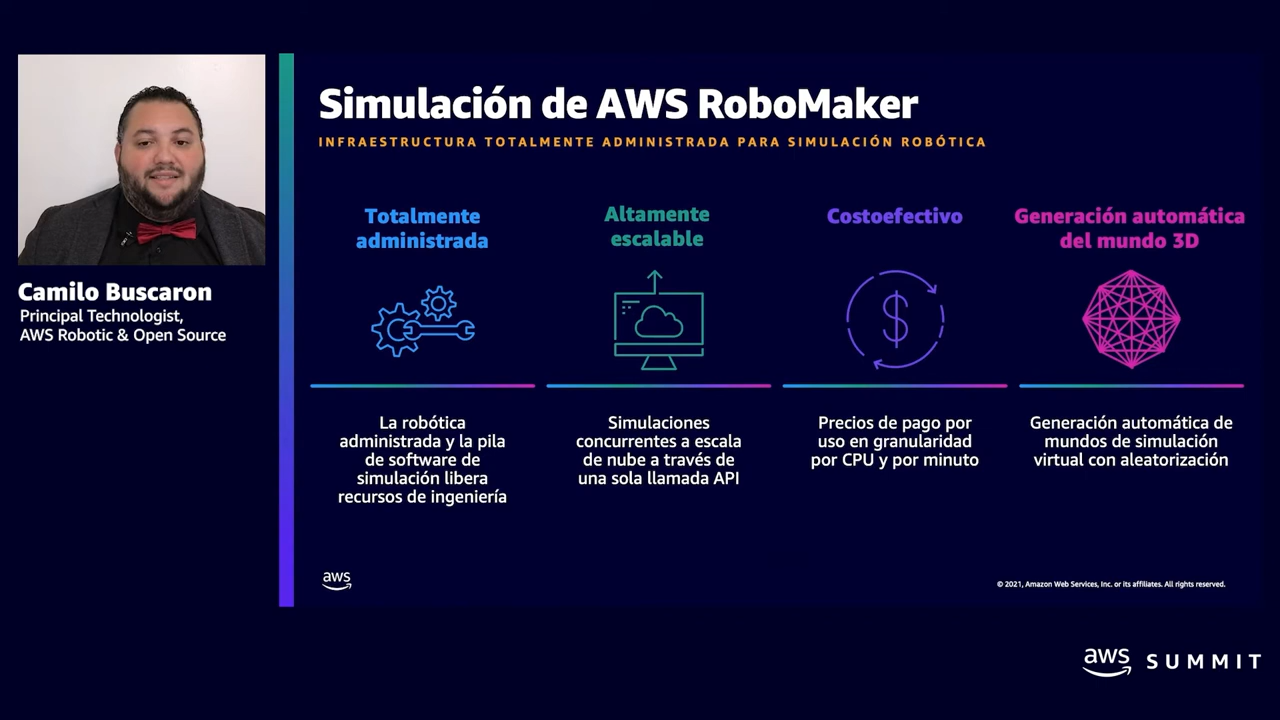 Simulación de AWS RoboMaker
INFRAESTRUCTURA TOTALMENTE ADMINISTRADA PARA SIMULACIÓN ROBÓTICA
Camilo Buscaron
Principal Technologist,
AWS Robotic & Open Source
Totalmente
administrada
La robótica
administrada y la pila
de software de
simulación libera
recursos de ingeniería
Altamente
escalable
Simulaciones
concurrentes a escala
de nube a través de
una sola llamada API
Costoefectivo
$
Precios de pago por
uso en granularidad
por CPU y por minuto
Generación automática
del mundo 3D
Generación automática de
mundos de simulación
virtual con aleatorización
aws
© 2021, Amazon Web Services, Inc. or its affiliates. All rights reserved.
aws SUMMIT